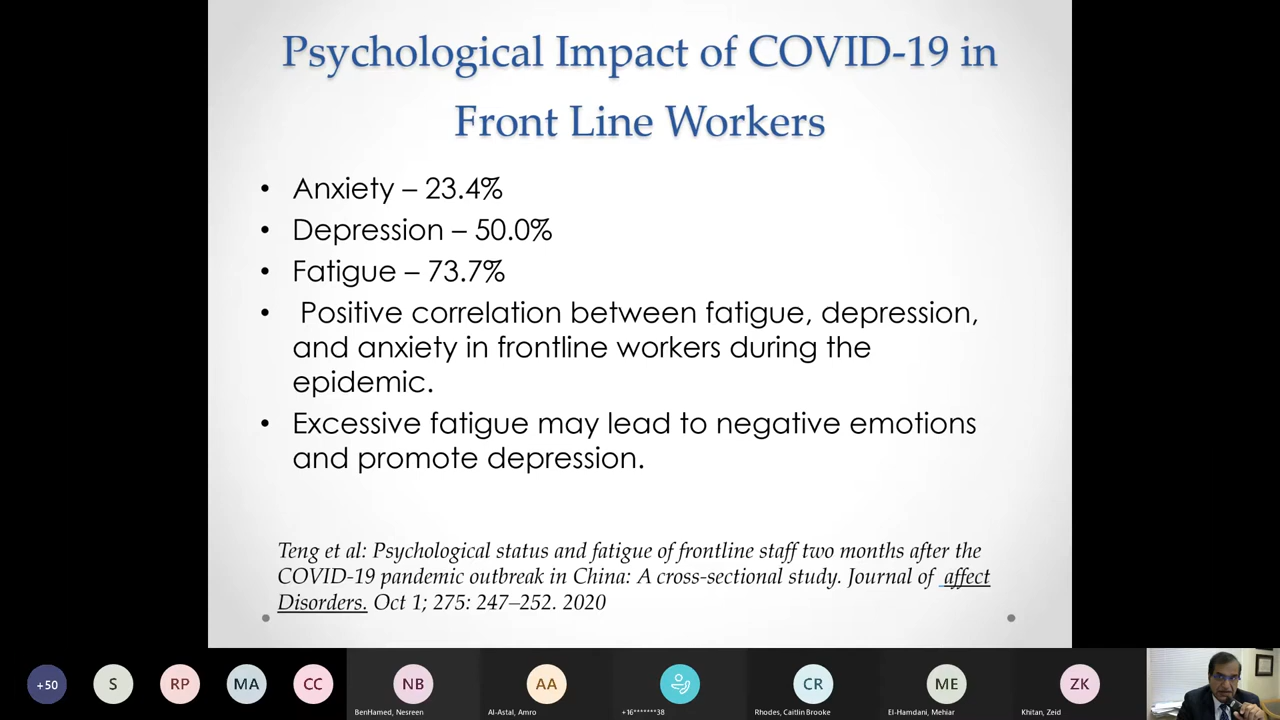 Psychological Impact of COVID-19 in
Front Line Workers
• Anxiety – 23.4%
• Depression – 50.0%
• Fatigue – 73.7%
• Positive correlation between fatigue, depression,
and anxiety in frontline workers during the
epidemic.
• Excessive fatigue may lead to negative emotions
and promote depression.
Teng et al: Psychological status and fatigue of frontline staff two months after the
COVID-19 pandemic outbreak in China: A cross-sectional study. Journal of affect
Disorders. Oct 1; 275: 247–252. 2020
+50 S RP MA CC NB AA CR ME ZK
BenHamed, Nesreen Al-Astal, Amro +16*******38 Rhodes, Caitlin Brooke El-Hamdani, Mehiar Khitan, Zeid